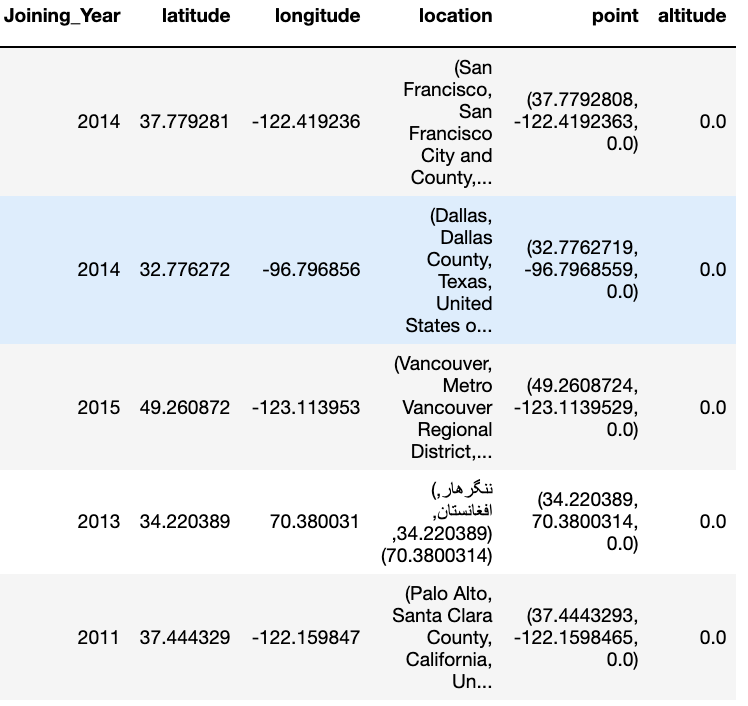 Joining_Year latitude longitude location point altitude
2014 37.779281 -122.419236 (San Francisco, San Francisco City and County,... (37.7792808, -122.4192363, 0.0) 0.0
2014 32.776272 -96.796856 (Dallas, Dallas County, Texas, United States o... (32.7762719, -96.7968559, 0.0) 0.0
2015 49.260872 -123.113953 (Vancouver, Metro Vancouver Regional District,... (49.2608724, -123.1139529, 0.0) 0.0
2013 34.220389 70.380031 (ننګرهار, افغانستان, (34.220389, 70.3800314)) (34.220389, 70.3800314, 0.0) 0.0
2011 37.444329 -122.159847 (Palo Alto, Santa Clara County, California, Un... (37.4443293, -122.1598465, 0.0) 0.0